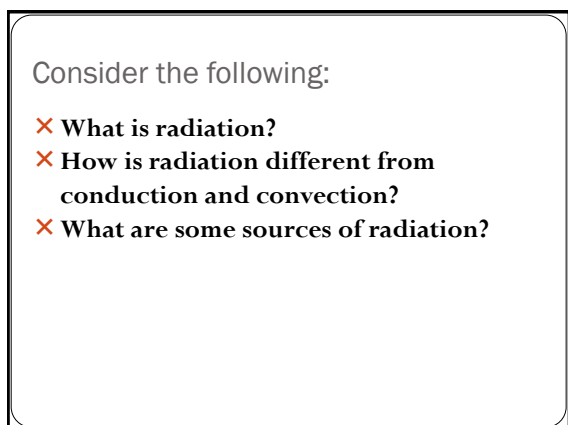 Consider the following:
× What is radiation?
× How is radiation different from
conduction and convection?
× What are some sources of radiation?